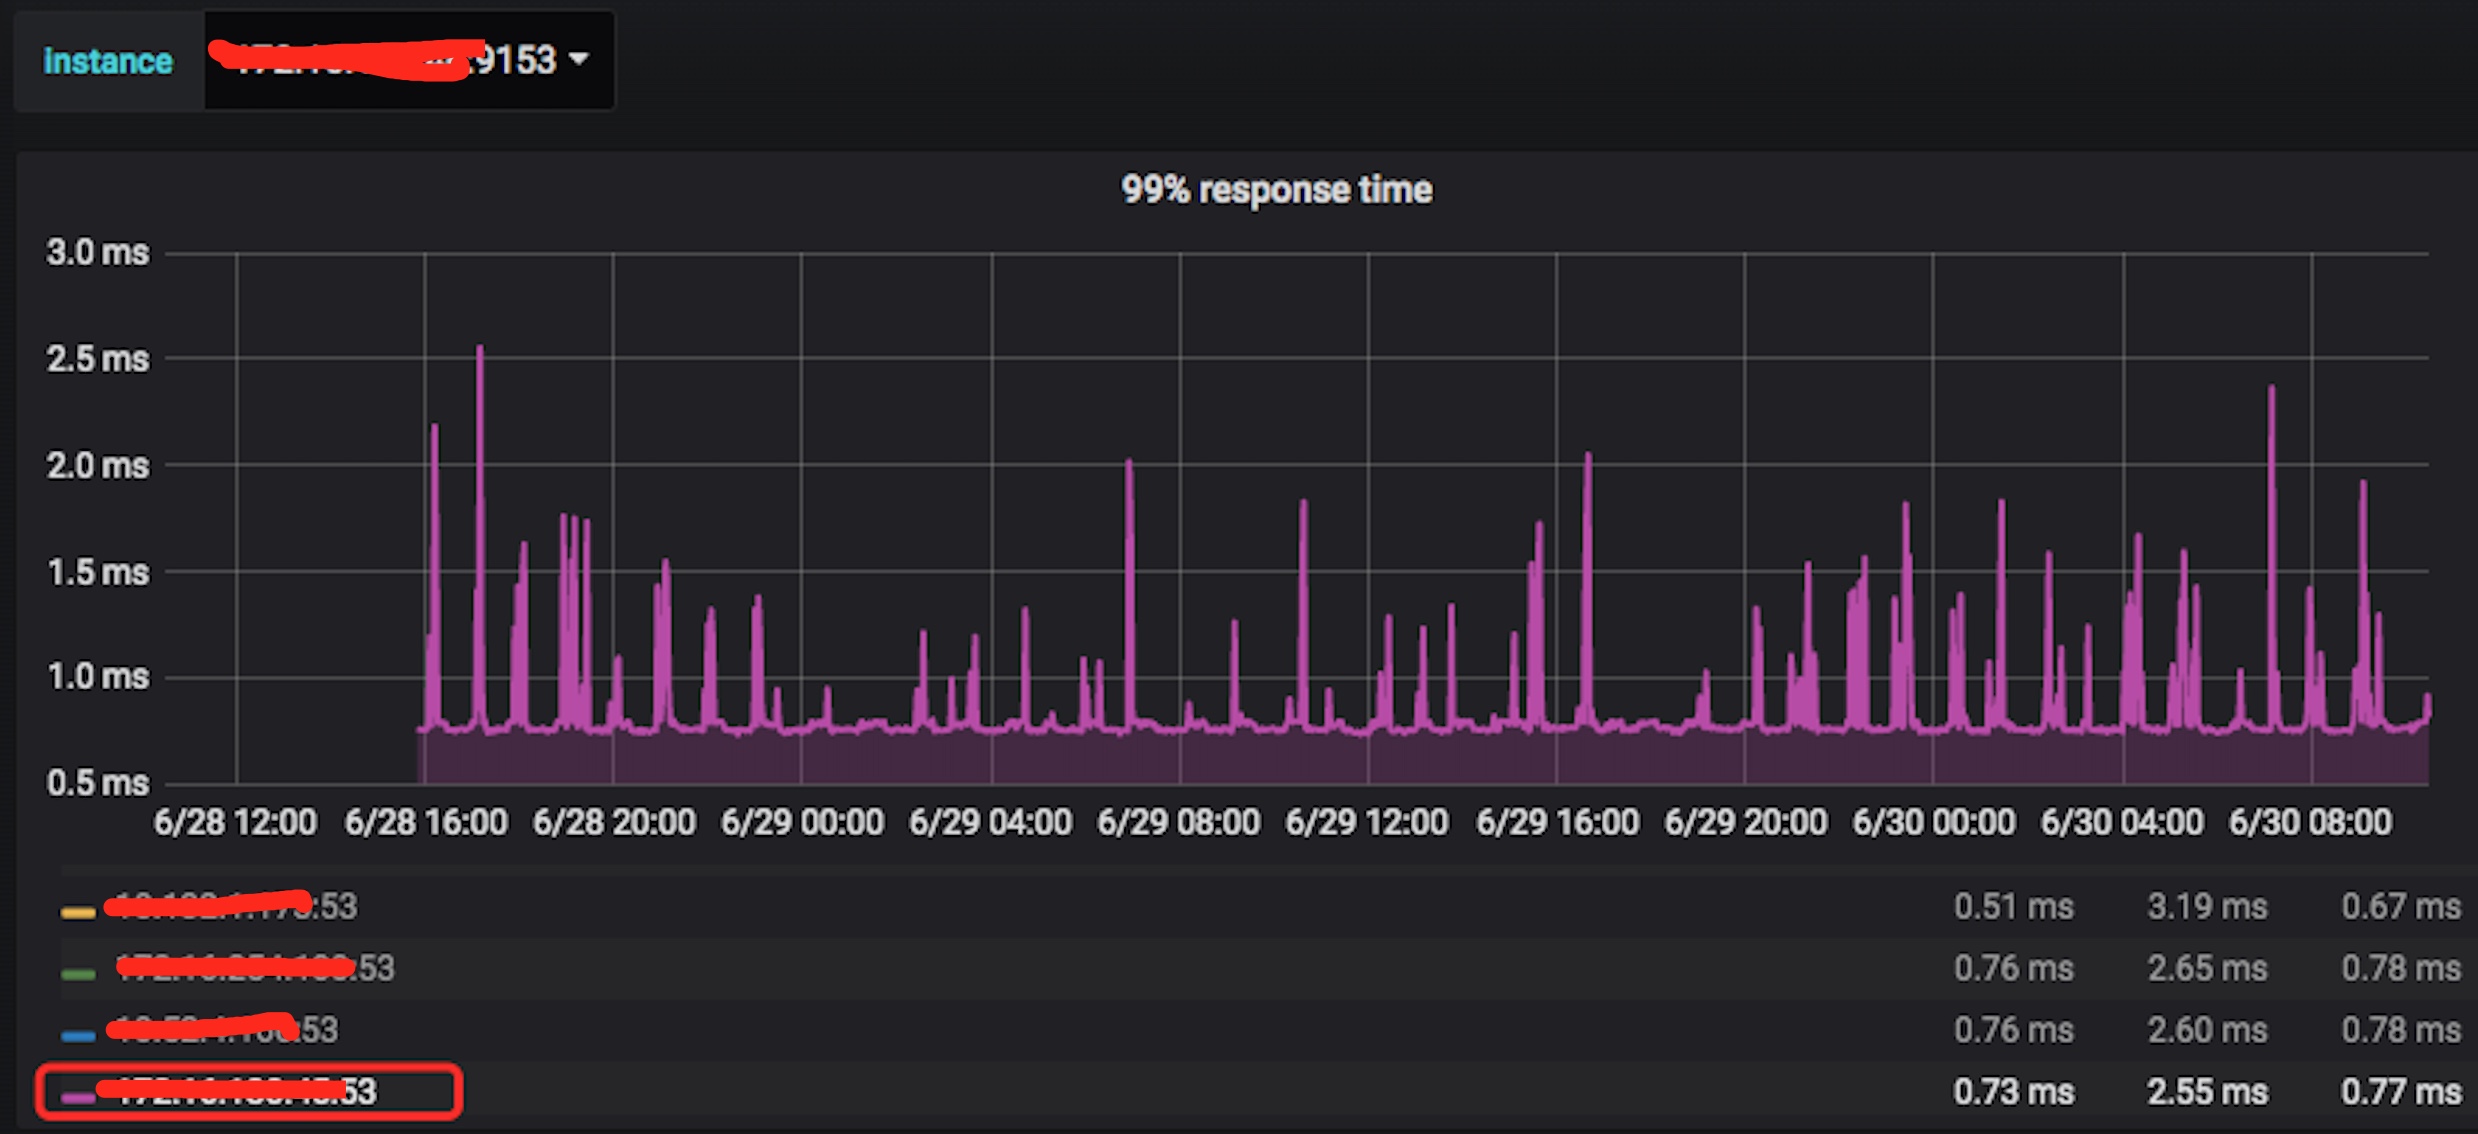 instance :9153
99% response time
3.0 ms
2.5 ms
2.0 ms
1.5 ms
1.0 ms
0.5 ms
6/28 12:00 6/28 16:00 6/28 20:00 6/29 00:00 6/29 04:00 6/29 08:00 6/29 12:00 6/29 16:00 6/29 20:00 6/30 00:00 6/30 04:00 6/30 08:00
:53 0.51 ms 3.19 ms 0.67 ms
:53 0.76 ms 2.65 ms 0.78 ms
:53 0.76 ms 2.60 ms 0.78 ms
:53 0.73 ms 2.55 ms 0.77 ms